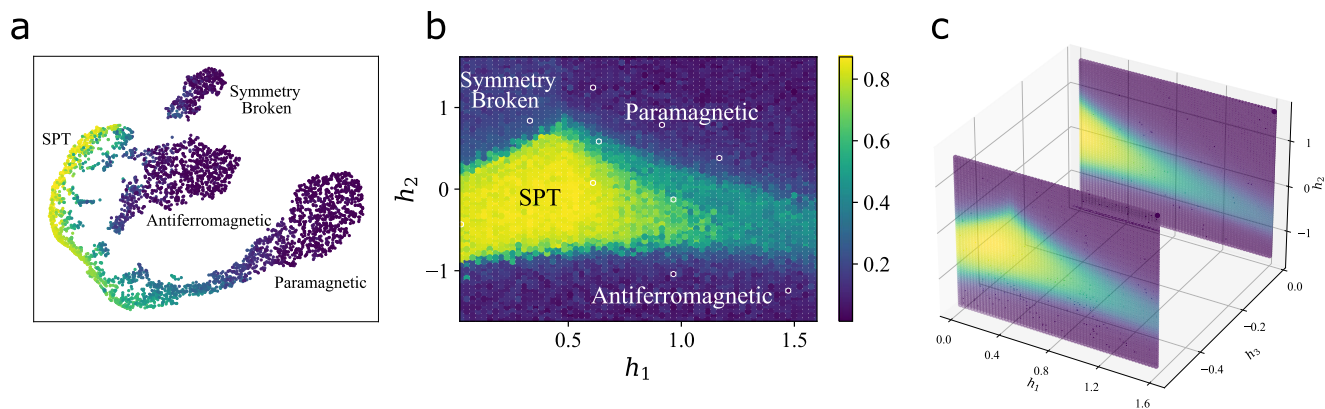 a
Symmetry
Broken
SPT
Antiferromagnetic
Paramagnetic
b
Symmetry
Broken
Paramagnetic
SPT
Antiferromagnetic
1
0
−1
h₂
0.5
1.0
1.5
h₁
0.8
0.6
0.4
0.2
c
1
0
−1
h₂
0.0
−0.2
−0.4
h₃
0.0
0.4
0.8
1.2
1.6
h₁